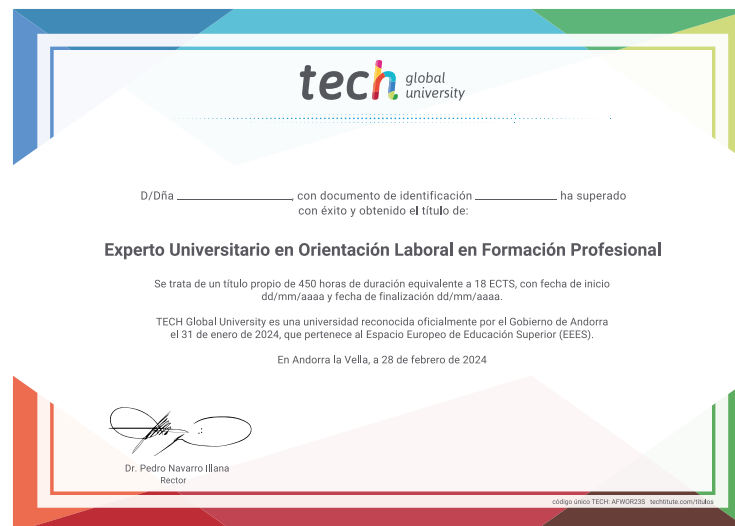 tech global university
D/Dña ____________________, con documento de identificación ______________ ha superado
con éxito y obtenido el título de:
Experto Universitario en Orientación Laboral en Formación Profesional
Se trata de un título propio de 450 horas de duración equivalente a 18 ECTS, con fecha de inicio
dd/mm/aaaa y fecha de finalización dd/mm/aaaa.
TECH Global University es una universidad reconocida oficialmente por el Gobierno de Andorra
el 31 de enero de 2024, que pertenece al Espacio Europeo de Educación Superior (EEES).
En Andorra la Vella, a 28 de febrero de 2024
Dr. Pedro Navarro Illana
Rector
código único TECH: AFWOR23S techtitute.com/titulos